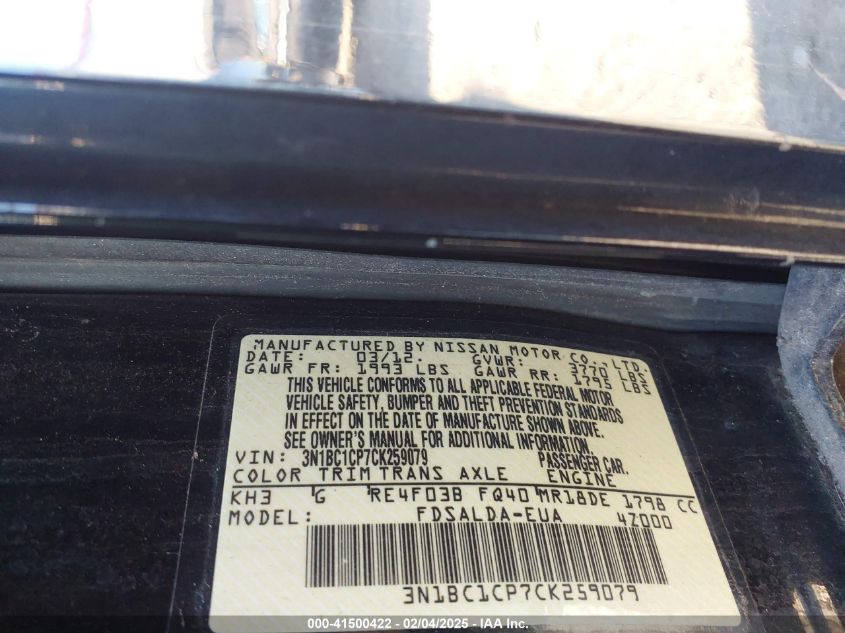 MANUFACTURED BY NISSAN MOTOR CO., LTD.
DATE: 03/12. GVWR: 3770 LBS
GAWR FR: 1993 LBS GAWR RR: 1795 LBS
THIS VEHICLE CONFORMS TO ALL APPLICABLE FEDERAL MOTOR
VEHICLE SAFETY, BUMPER AND THEFT PREVENTION STANDARDS
IN EFFECT ON THE DATE OF MANUFACTURE SHOWN ABOVE.
SEE OWNER'S MANUAL FOR ADDITIONAL INFORMATION.
VIN: 3N1BC1CP7CK259079 PASSENGER CAR.
COLOR TRIM TRANS AXLE ENGINE
KH3 G RE4F03B FQ40 MR18DE 1798 CC
MODEL: FDSALDA-EUA 4Z000
3N1BC1CP7CK259079
000-41500422 - 02/04/2025 - IAAI.COM